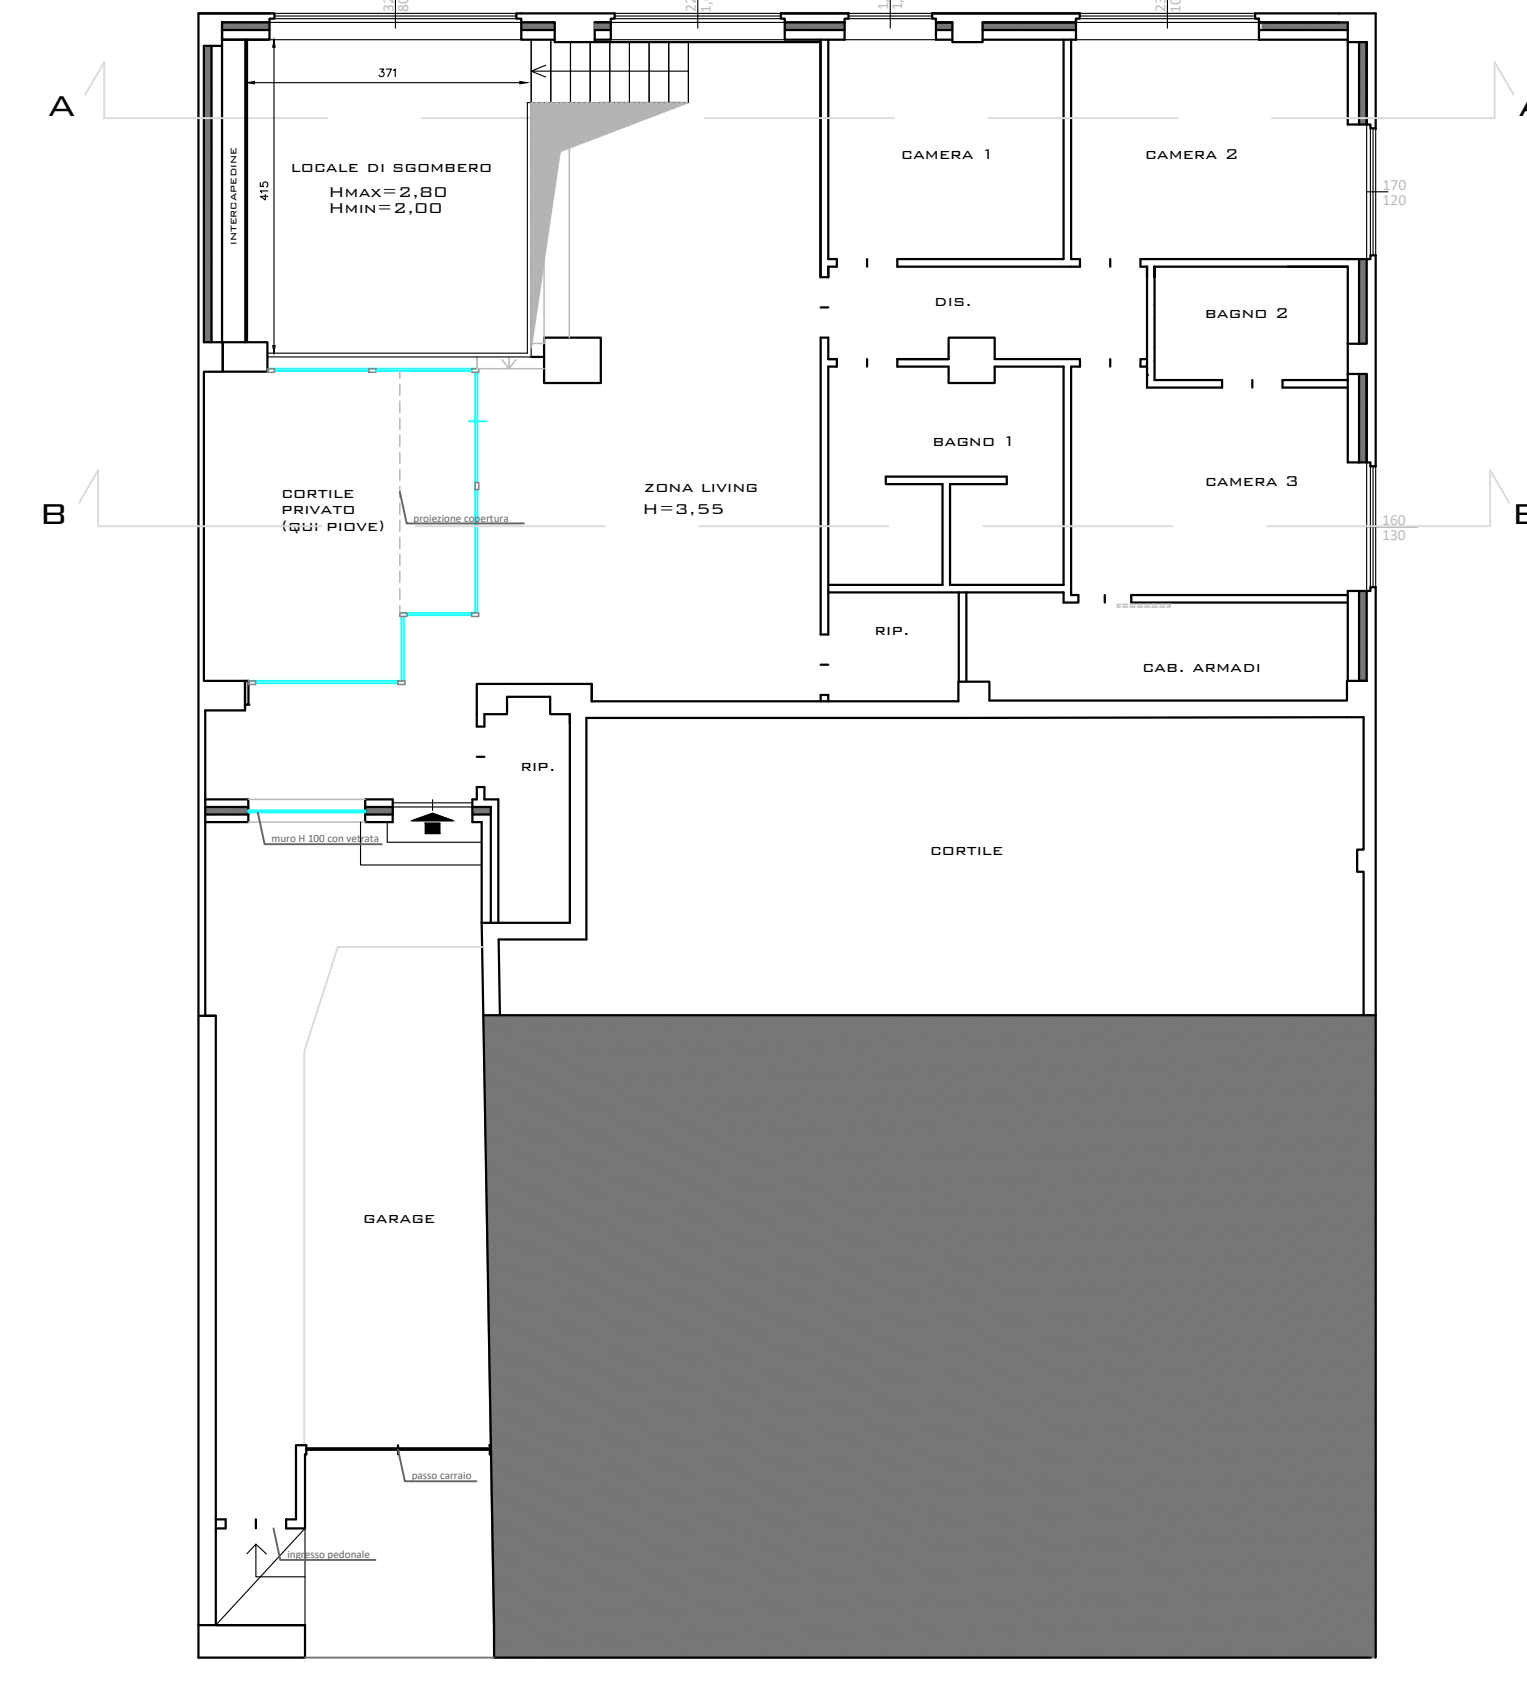 371
A
LOCALE DI SGOMBERO
HMAX=2,80
HMIN=2,00
415
INTERCAPEDINE
CAMERA 1
CAMERA 2
170
120
DIS.
BAGNO 2
BAGNO 1
CAMERA 3
CORTILE
PRIVATO
(QUI PIOVE)
proiezione copertura
ZONA LIVING
H=3,55
B
160
130
RIP.
CAB. ARMADI
RIP.
muro H 100 con vetrata
CORTILE
GARAGE
passo carraio
ingresso pedonale